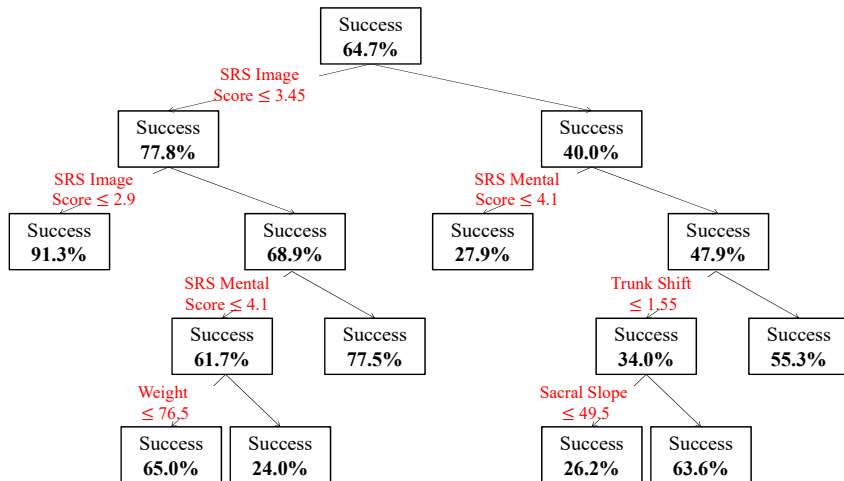 Success
64.7%
SRS Image
Score ≤ 3.45
Success
77.8%
Success
40.0%
SRS Image
Score ≤ 2.9
SRS Mental
Score ≤ 4.1
Success
91.3%
Success
68.9%
Success
27.9%
Success
47.9%
SRS Mental
Score ≤ 4.1
Trunk Shift
≤ 1.55
Success
61.7%
Success
77.5%
Success
34.0%
Success
55.3%
Weight
≤ 76.5
Sacral Slope
≤ 49.5
Success
65.0%
Success
24.0%
Success
26.2%
Success
63.6%